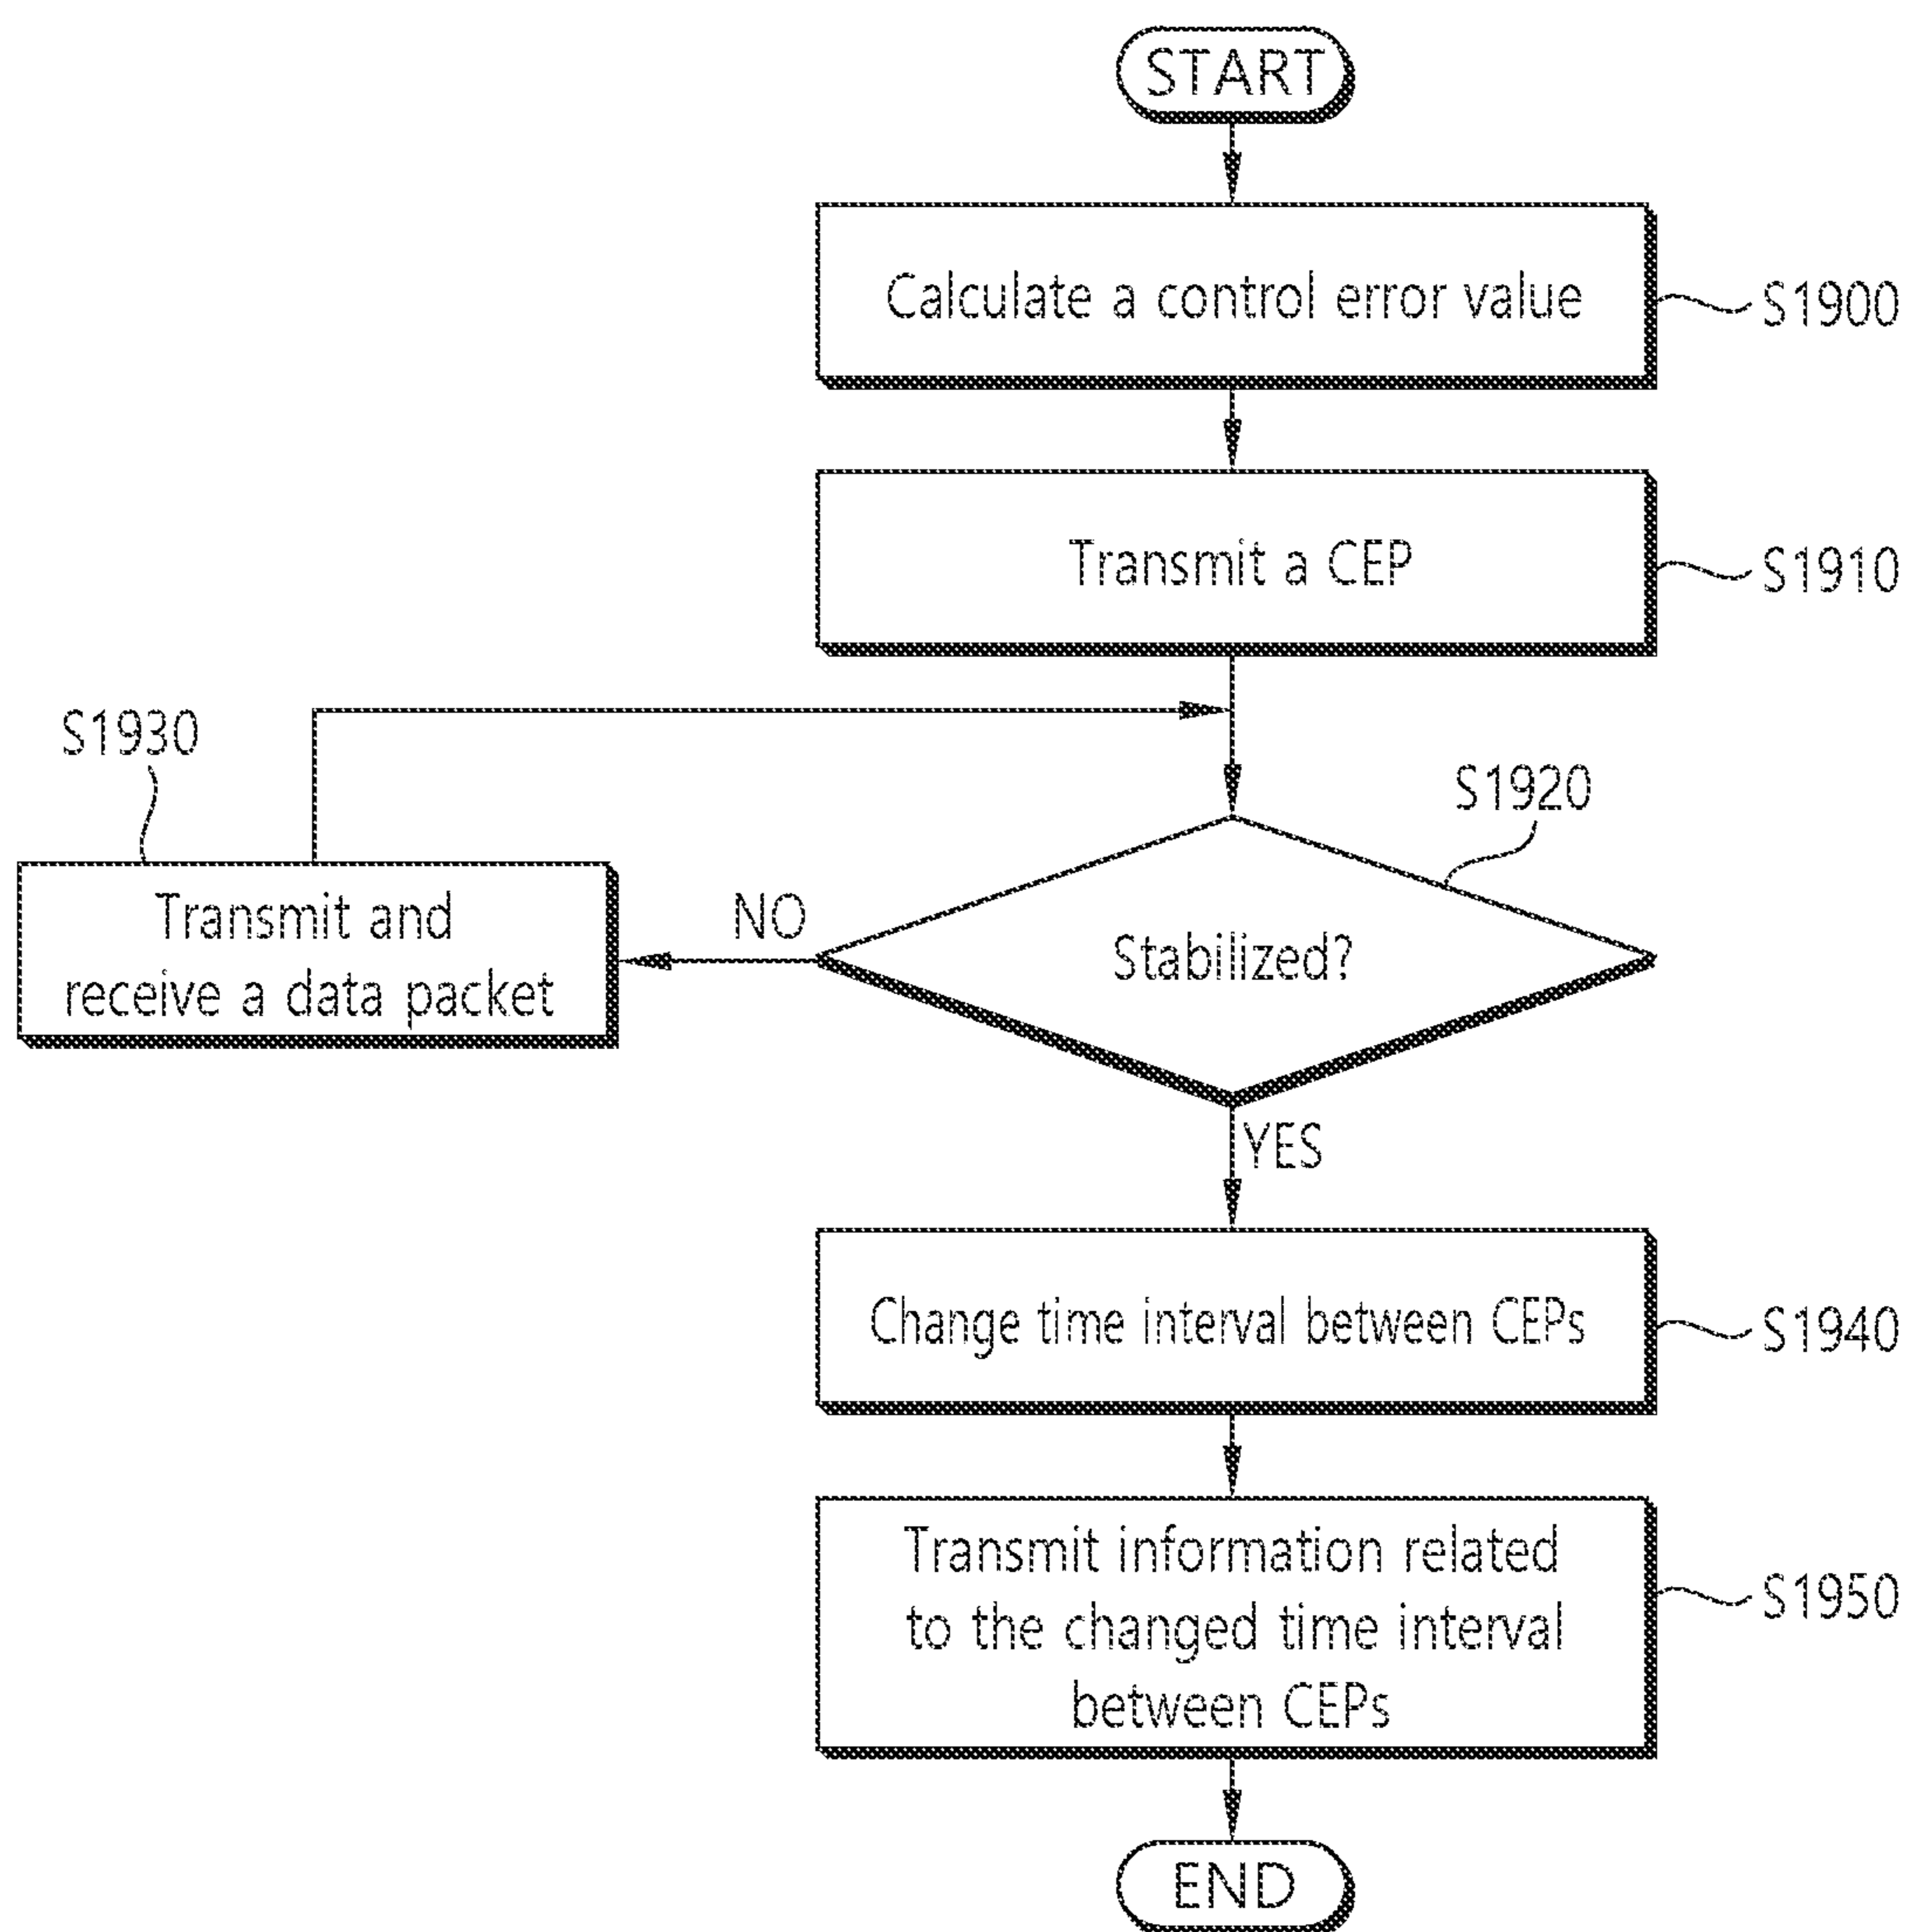 START
Calculate a control error value
S1900
Transmit a CEP
S1910
S1930
S1920
Transmit and
receive a data packet
NO
Stabilized?
YES
Change time interval between CEPs
S1940
Transmit information related
to the changed time interval
between CEPs
S1950
END